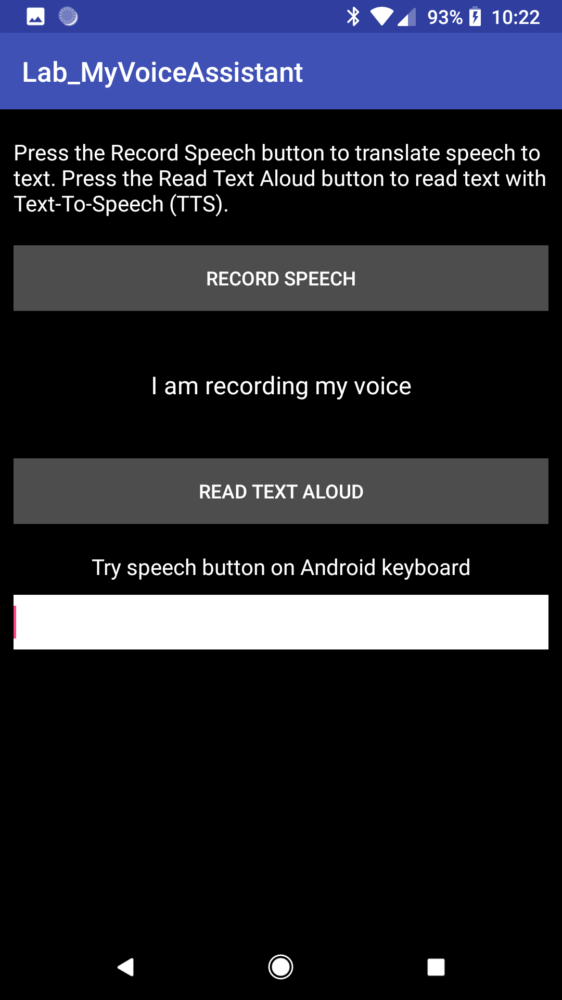 93% 10:22
Lab_MyVoiceAssistant
Press the Record Speech button to translate speech to
text. Press the Read Text Aloud button to read text with
Text-To-Speech (TTS).
RECORD SPEECH
I am recording my voice
READ TEXT ALOUD
Try speech button on Android keyboard